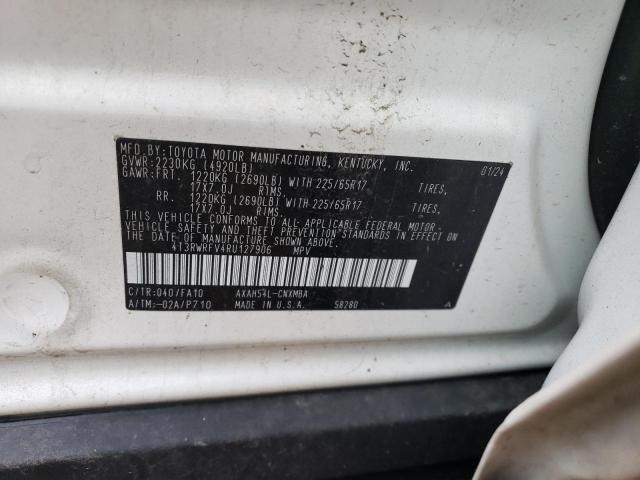 MFD BY:TOYOTA MOTOR MANUFACTURING, KENTUCKY, INC. 01/24
GVWR:2230KG (4920LB)
GAWR:FRT. 1220KG (2690LB) WITH 225/65R17 TIRES,
17X7.0J RIMS.
RR. 1220KG (2690LB) WITH 225/65R17 TIRES,
17X7.0J RIMS.
THIS VEHICLE CONFORMS TO ALL APPLICABLE FEDERAL MOTOR
VEHICLE SAFETY AND THEFT PREVENTION STANDARDS IN EFFECT
ON THE DATE OF MANUFACTURE SHOWN ABOVE.
4T3RWRFV4RU127906 MPV
C/TR:040/FA10 AXAH54L-CNXMBA
A/TM:-02A/P710 MADE IN U.S.A. 58280 A